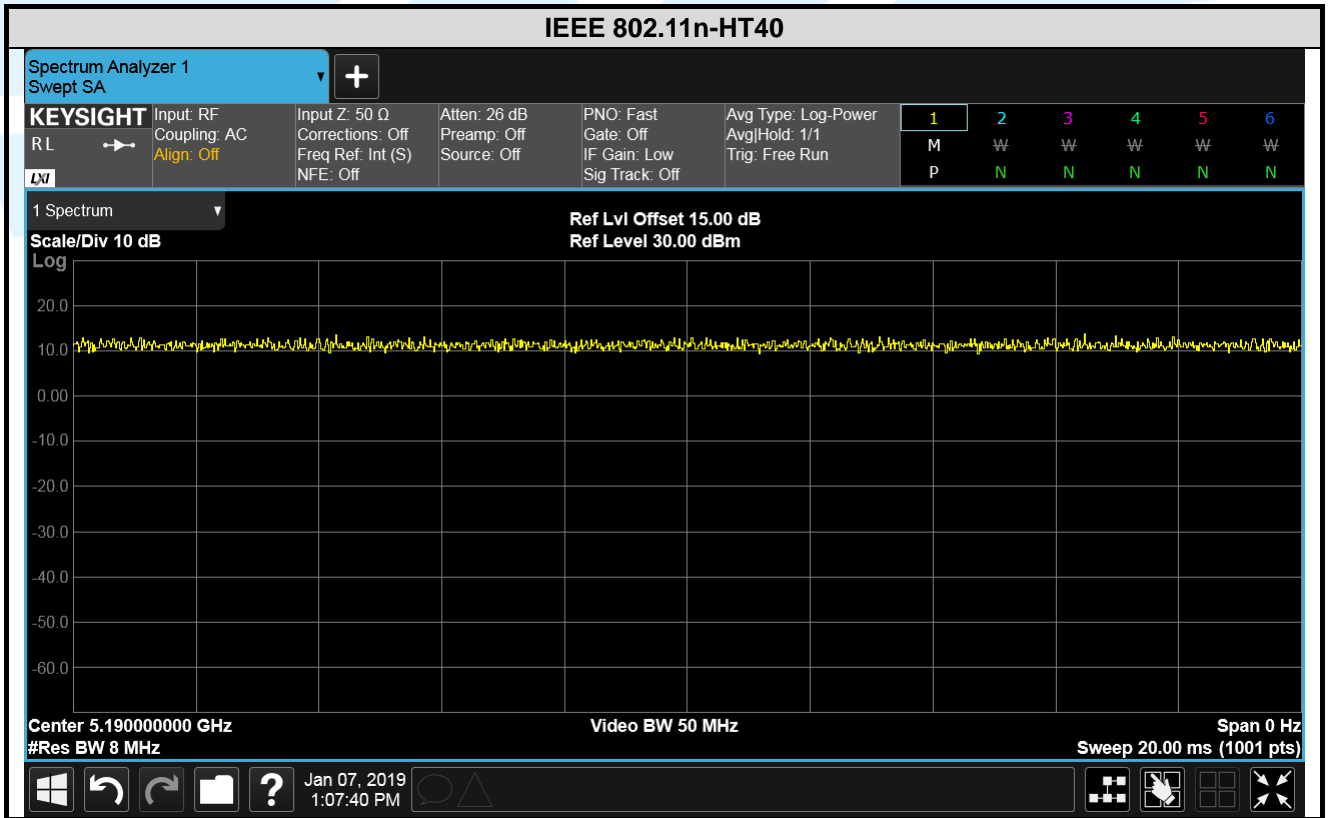 IEEE 802.11n-HT40
Spectrum Analyzer 1
Swept SA
KEYSIGHT
RL
LXI
Input: RF
Coupling: AC
Align: Off
Input Z: 50 Ω
Corrections: Off
Freq Ref: Int (S)
NFE: Off
Atten: 26 dB
Preamp: Off
Source: Off
PNO: Fast
Gate: Off
IF Gain: Low
Sig Track: Off
Avg Type: Log-Power
Avg|Hold: 1/1
Trig: Free Run
1 2 3 4 5 6
M W W W W W
P N N N N N
1 Spectrum
Scale/Div 10 dB
Ref Lvl Offset 15.00 dB
Ref Level 30.00 dBm
Log
20.0
10.0
0.00
-10.0
-20.0
-30.0
-40.0
-50.0
-60.0
Center 5.190000000 GHz
#Res BW 8 MHz
Video BW 50 MHz
Span 0 Hz
Sweep 20.00 ms (1001 pts)
?
Jan 07, 2019
1:07:40 PM